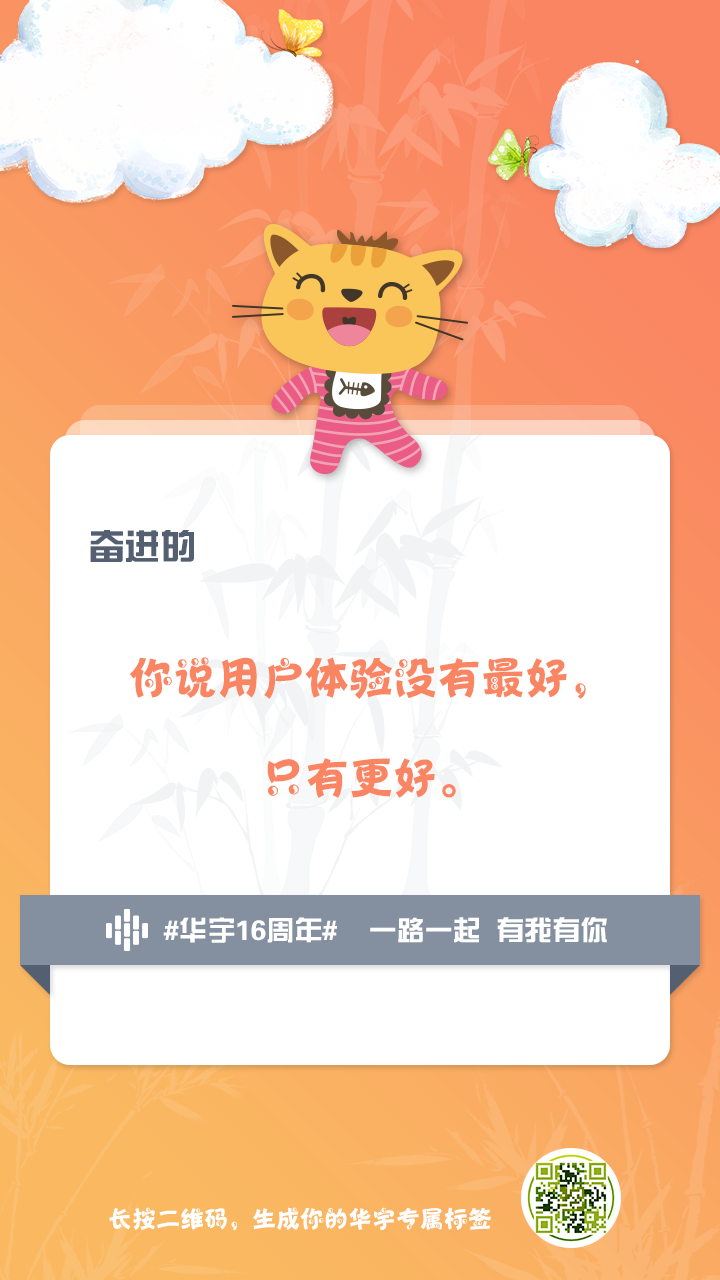 奋进的
你说用户体验没有最好，
只有更好。
#华宇16周年# 一路一起 有我有你
长按二维码，生成你的华宇专属标签